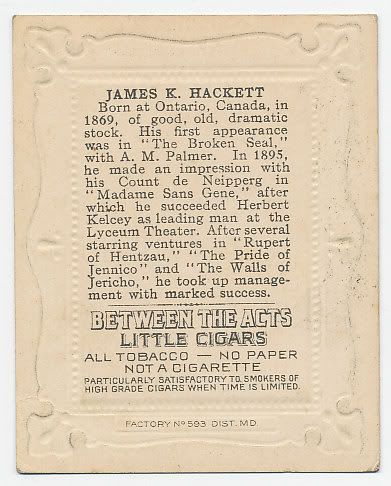 JAMES K. HACKETT
Born at Ontario, Canada, in
1869, of good, old, dramatic
stock. His first appearance
was in "The Broken Seal,"
with A. M. Palmer. In 1895,
he made an impression with
his Count de Neipperg in
"Madame Sans Gene," after
which he succeeded Herbert
Kelcey as leading man at the
Lyceum Theater. After several
starring ventures in "Rupert
of Hentzau," "The Pride of
Jennico" and "The Walls of
Jericho," he took up manage-
ment with marked success.
BETWEEN THE ACTS
LITTLE CIGARS
ALL TOBACCO — NO PAPER
NOT A CIGARETTE
PARTICULARLY SATISFACTORY TO SMOKERS OF
HIGH GRADE CIGARS WHEN TIME IS LIMITED.
FACTORY Nº 593 DIST. MD.